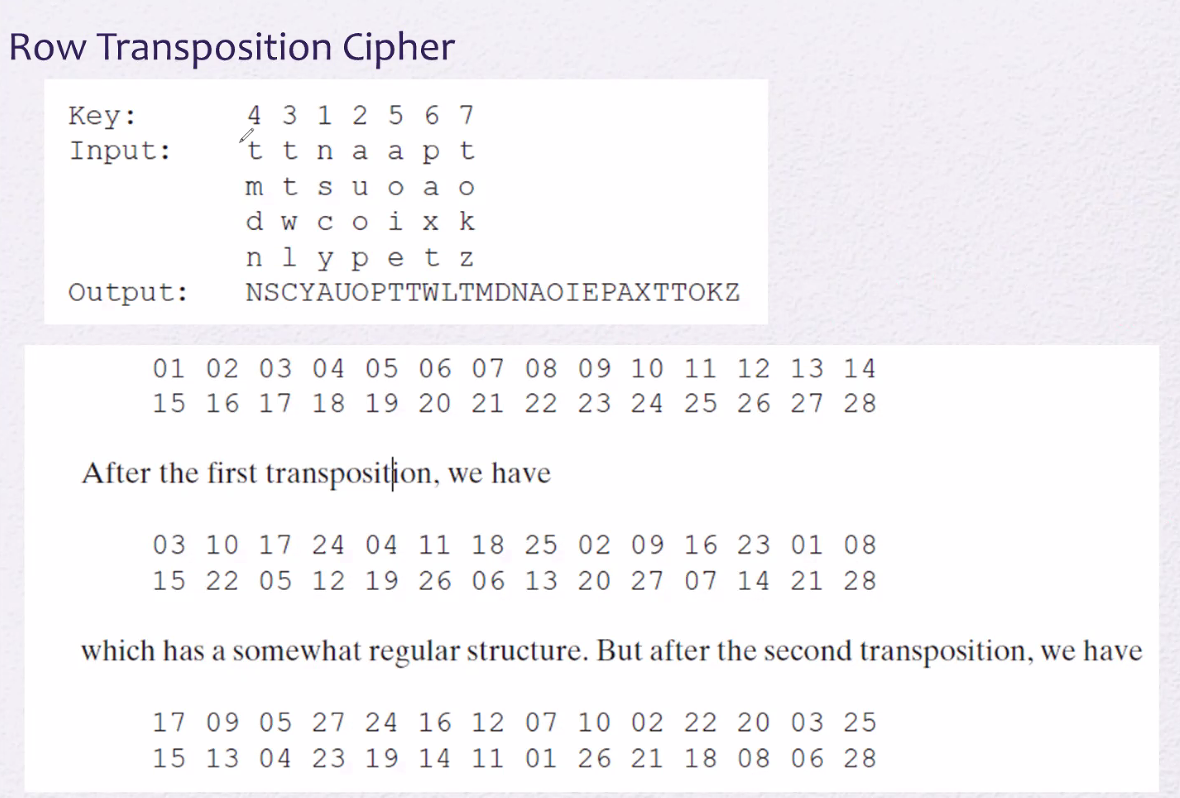 Row Transposition Cipher
Key: 4 3 1 2 5 6 7
Input: t t n a a p t
m t s u o a o
d w c o i x k
n l y p e t z
Output: NSCYAUOPTTWLTMDNAOIEPAXTTOKZ
01 02 03 04 05 06 07 08 09 10 11 12 13 14
15 16 17 18 19 20 21 22 23 24 25 26 27 28
After the first transposition, we have
03 10 17 24 04 11 18 25 02 09 16 23 01 08
15 22 05 12 19 26 06 13 20 27 07 14 21 28
which has a somewhat regular structure. But after the second transposition, we have
17 09 05 27 24 16 12 07 10 02 22 20 03 25
15 13 04 23 19 14 11 01 26 21 18 08 06 28